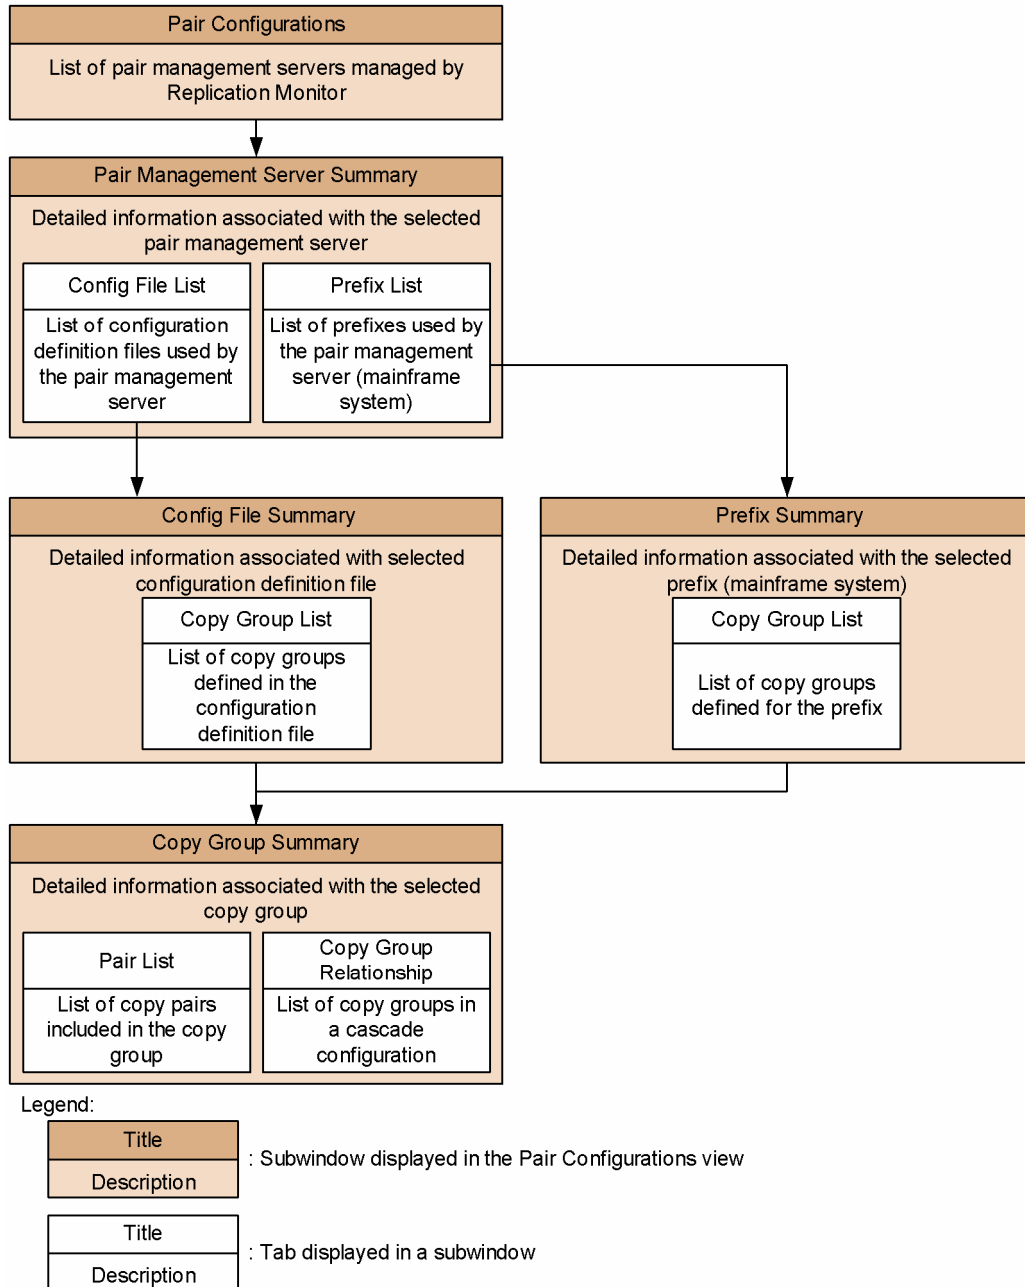 Pair Configurations
List of pair management servers managed by
Replication Monitor
Pair Management Server Summary
Detailed information associated with the selected
pair management server
Config File List
List of configuration
definition files used by
the pair management
server
Prefix List
List of prefixes used by
the pair management
server (mainframe
system)
Config File Summary
Detailed information associated with selected
configuration definition file
Copy Group List
List of copy groups
defined in the
configuration
definition file
Prefix Summary
Detailed information associated with the selected
prefix (mainframe system)
Copy Group List
List of copy groups
defined for the prefix
Copy Group Summary
Detailed information associated with the selected
copy group
Pair List
List of copy pairs
included in the copy
group
Copy Group
Relationship
List of copy groups in
a cascade
configuration
Legend:
Title
Description
: Subwindow displayed in the Pair Configurations view
Title
Description
: Tab displayed in a subwindow